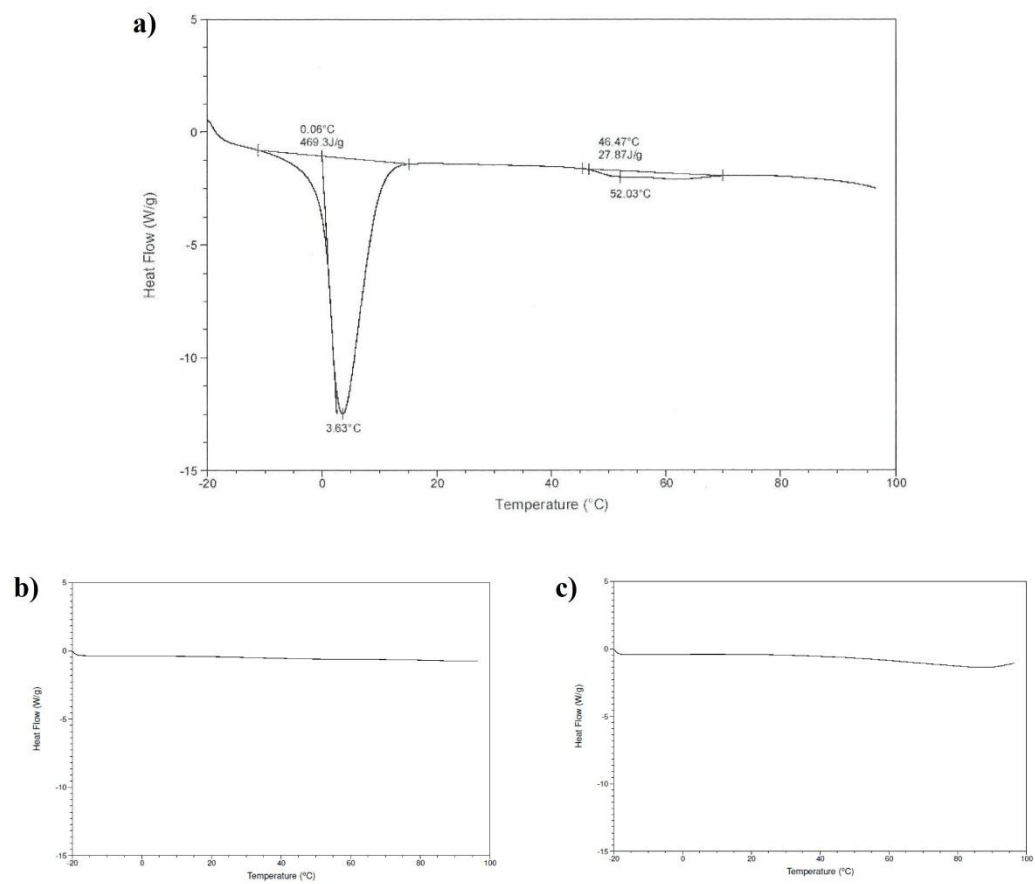 a)
5
0
-5
-10
-15
Heat Flow (W/g)
0.06°C
469.3J/g
3.63°C
46.47°C
27.87J/g
52.03°C
-20 0 20 40 60 80 100
Temperature (°C)
b)
5
0
-5
-10
-15
Heat Flow (W/g)
-20 0 20 40 60 80 100
Temperature (ºC)
c)
5
0
-5
-10
-15
Heat Flow (W/g)
-20 0 20 40 60 80 100
Temperature (ºC)